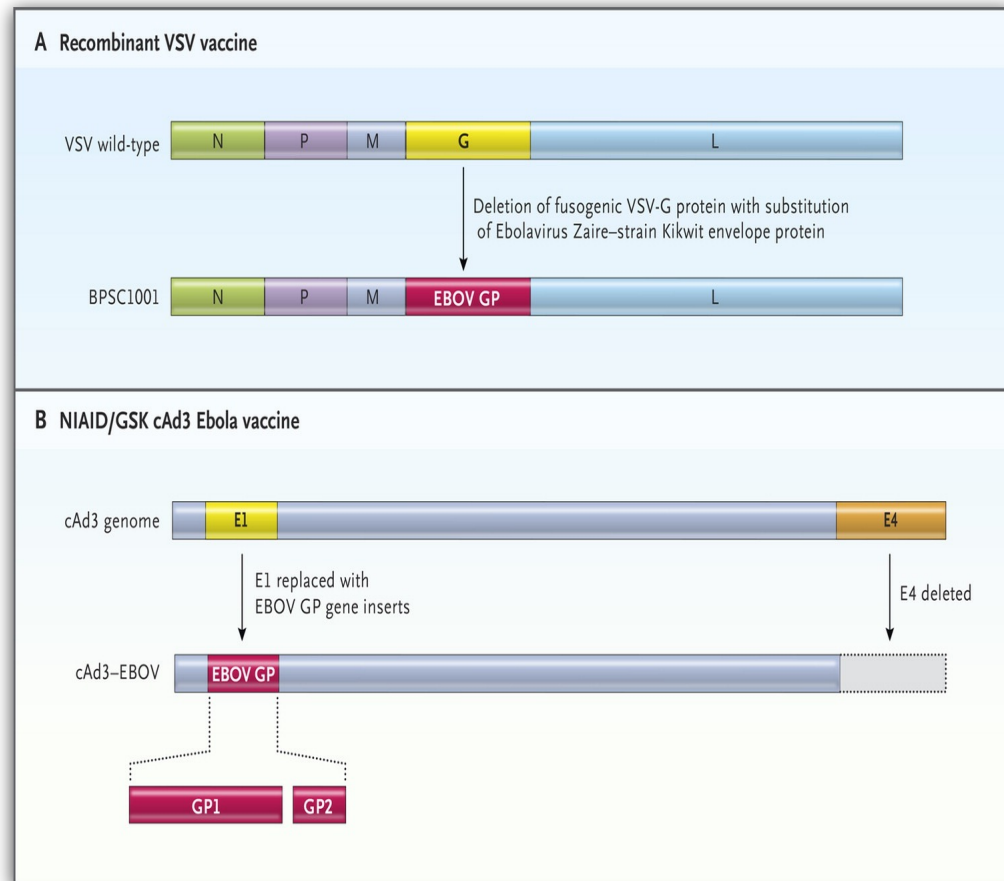 A Recombinant VSV vaccine
VSV wild-type
N
P
M
G
L
Deletion of fusogenic VSV-G protein with substitution
of Ebolavirus Zaire–strain Kikwit envelope protein
BPSC1001
N
P
M
EBOV GP
L
B NIAID/GSK cAd3 Ebola vaccine
cAd3 genome
E1
E4
E1 replaced with
EBOV GP gene inserts
E4 deleted
cAd3–EBOV
EBOV GP
GP1
GP2